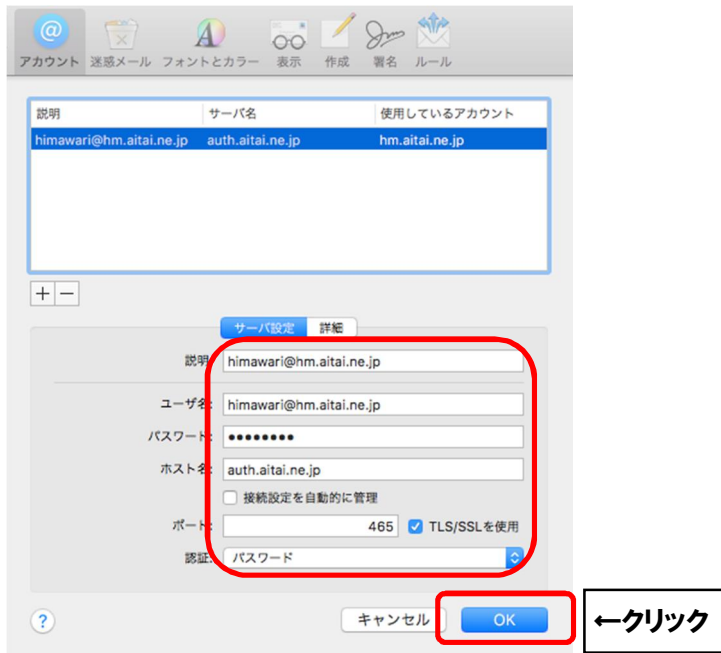 アカウント 迷惑メール フォントとカラー 表示 作成 署名 ルール
説明 サーバ名 使用しているアカウント
himawari@hm.aitai.ne.jp auth.aitai.ne.jp hm.aitai.ne.jp
+ −
サーバ設定 詳細
説明: himawari@hm.aitai.ne.jp
ユーザ名: himawari@hm.aitai.ne.jp
パスワード: ••••••••
ホスト名: auth.aitai.ne.jp
接続設定を自動的に管理
ポート: 465 TLS/SSLを使用
認証: パスワード
? キャンセル OK ←クリック